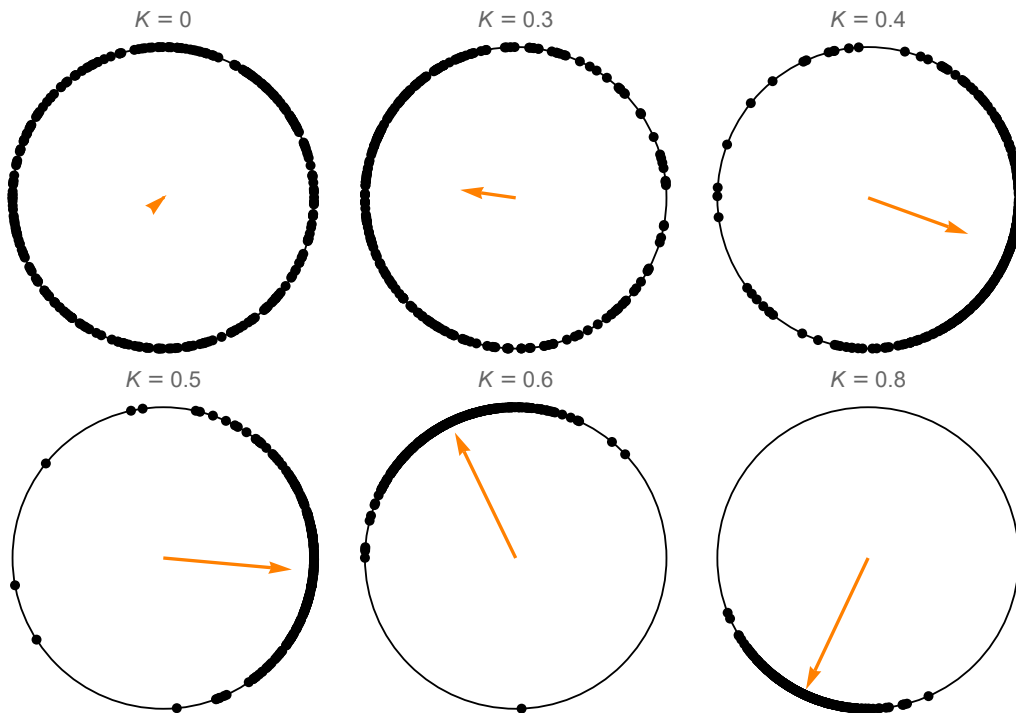 K = 0
K = 0.3
K = 0.4
K = 0.5
K = 0.6
K = 0.8